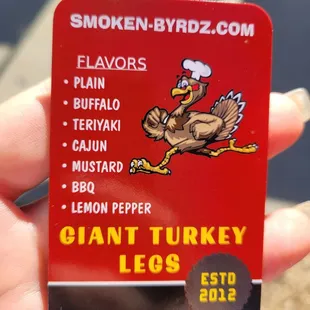 SMOKEN-BYRDZ.COM
FLAVORS
• PLAIN
• BUFFALO
• TERIYAKI
• CAJUN
• MUSTARD
• BBQ
• LEMON PEPPER
GIANT TURKEY
LEGS
ESTD
2012